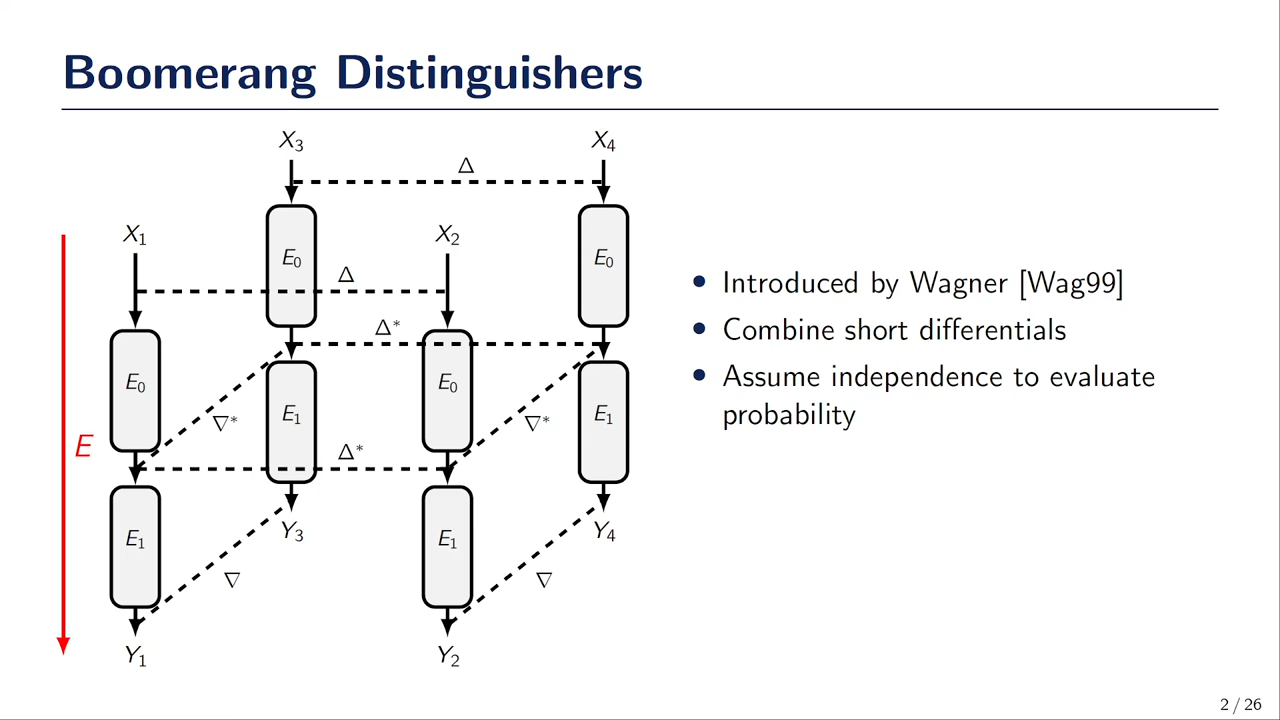 Boomerang Distinguishers
X₃ X₄
Δ
X₁ X₂
E₀ E₀
Δ
Δ*
E₀ E₀
E₁ E₁
∇* ∇*
E
Δ*
Y₃ Y₄
E₁ E₁
∇ ∇
Y₁ Y₂
• Introduced by Wagner [Wag99]
• Combine short differentials
• Assume independence to evaluate
probability
2 / 26